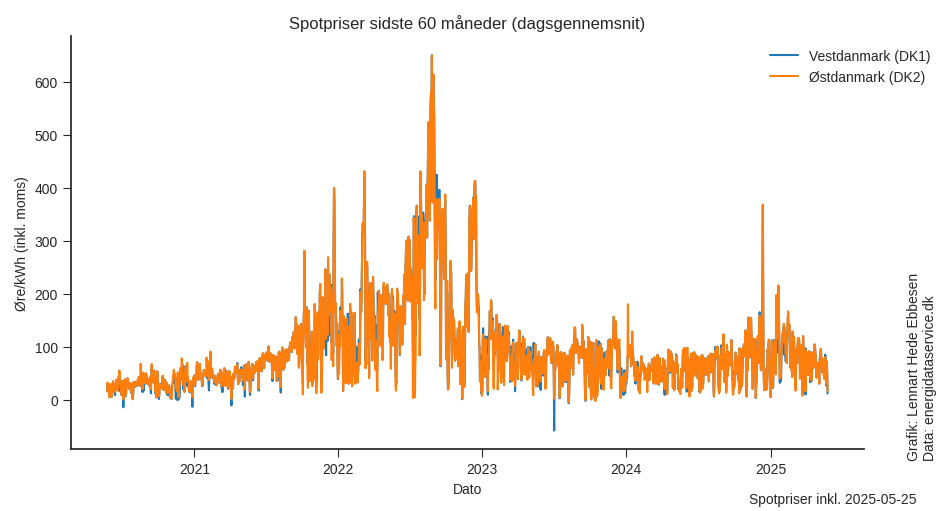 Spotpriser sidste 60 måneder (dagsgennemsnit)
Vestdanmark (DK1)
Østdanmark (DK2)
Øre/kWh (inkl. moms)
600
500
400
300
200
100
0
2021
2022
2023
2024
2025
Dato
Grafik: Lennart Hede Ebbesen
Data: energidataservice.dk
Spotpriser inkl. 2025-05-25